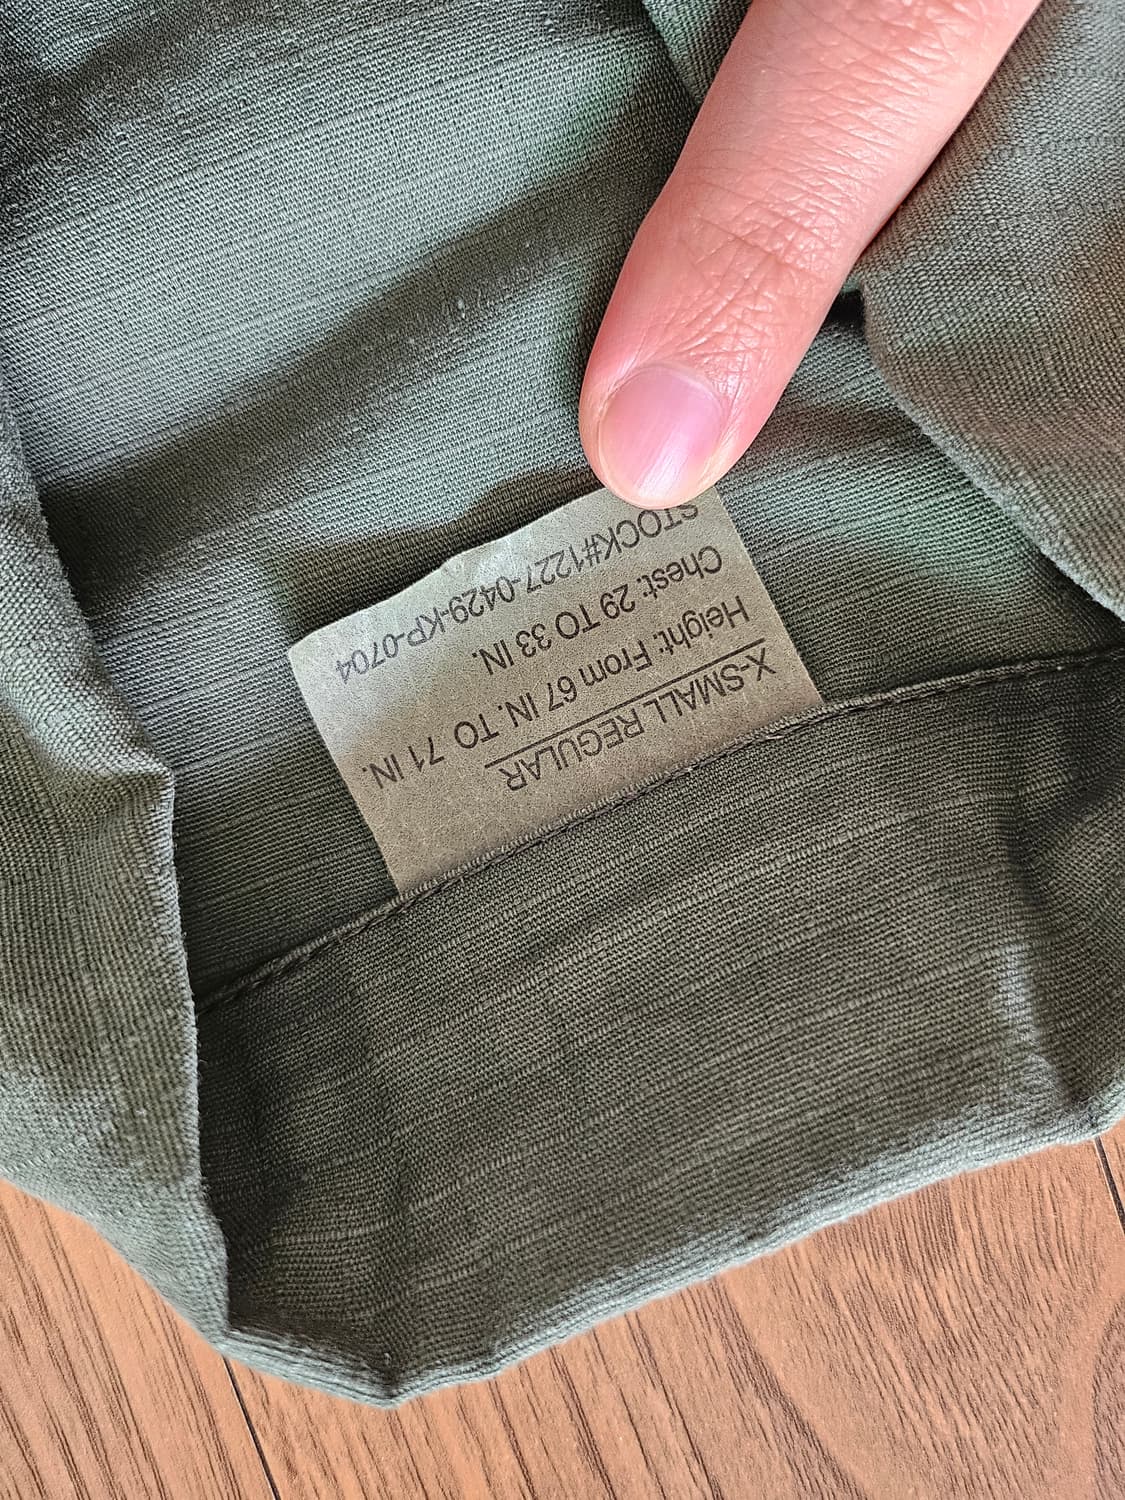 X-SMALL REGULAR
Height: From 67 IN. TO 71 IN.
Chest: 29 TO 33 IN.
STOCK#1227-0429-KP-0704